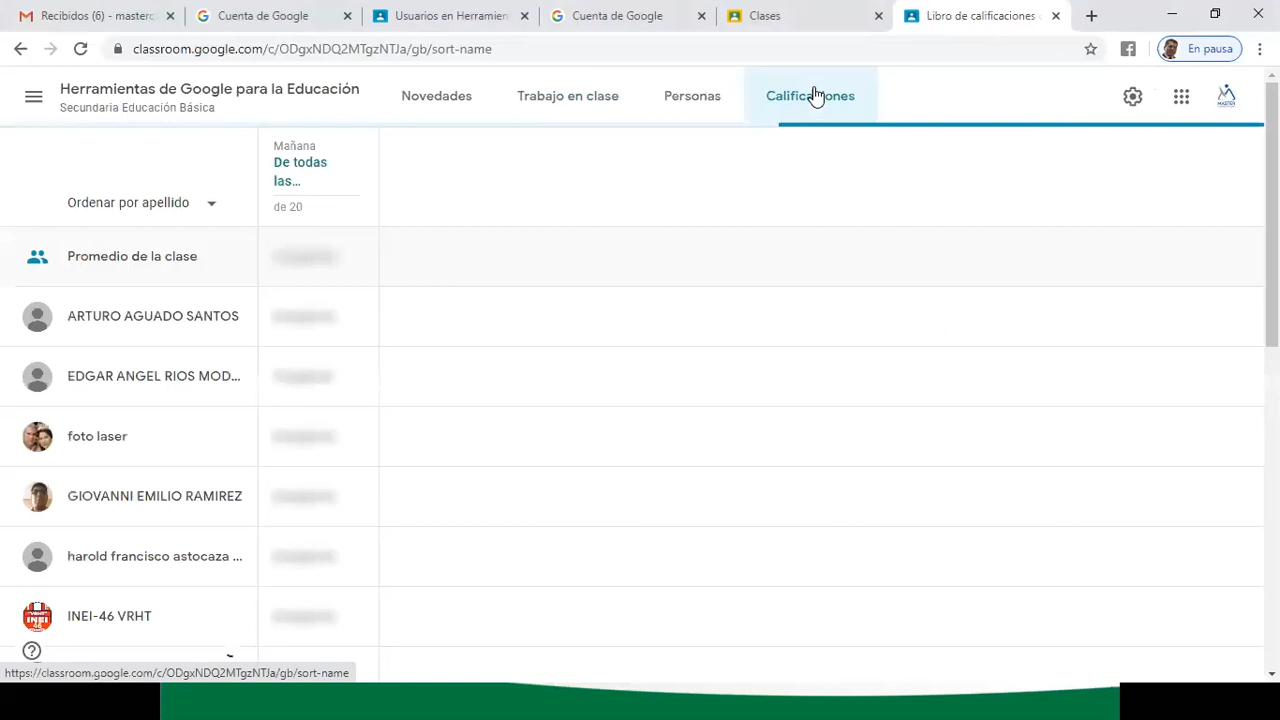 Recibidos (6) - masterc
Cuenta de Google
Usuarios en Herramien
Cuenta de Google
Clases
Libro de calificaciones
classroom.google.com/c/ODgxNDQ2MTgzNTJa/gb/sort-name
En pausa
Herramientas de Google para la Educación
Secundaria Educación Básica
Novedades
Trabajo en clase
Personas
Calificaciones
Mañana
De todas
las...
de 20
Ordenar por apellido
Promedio de la clase
ARTURO AGUADO SANTOS
EDGAR ANGEL RIOS MOD...
foto laser
GIOVANNI EMILIO RAMIREZ
harold francisco astocaza ...
INEI-46 VRHT
https://classroom.google.com/c/ODgxNDQ2MTgzNTJa/gb/sort-name